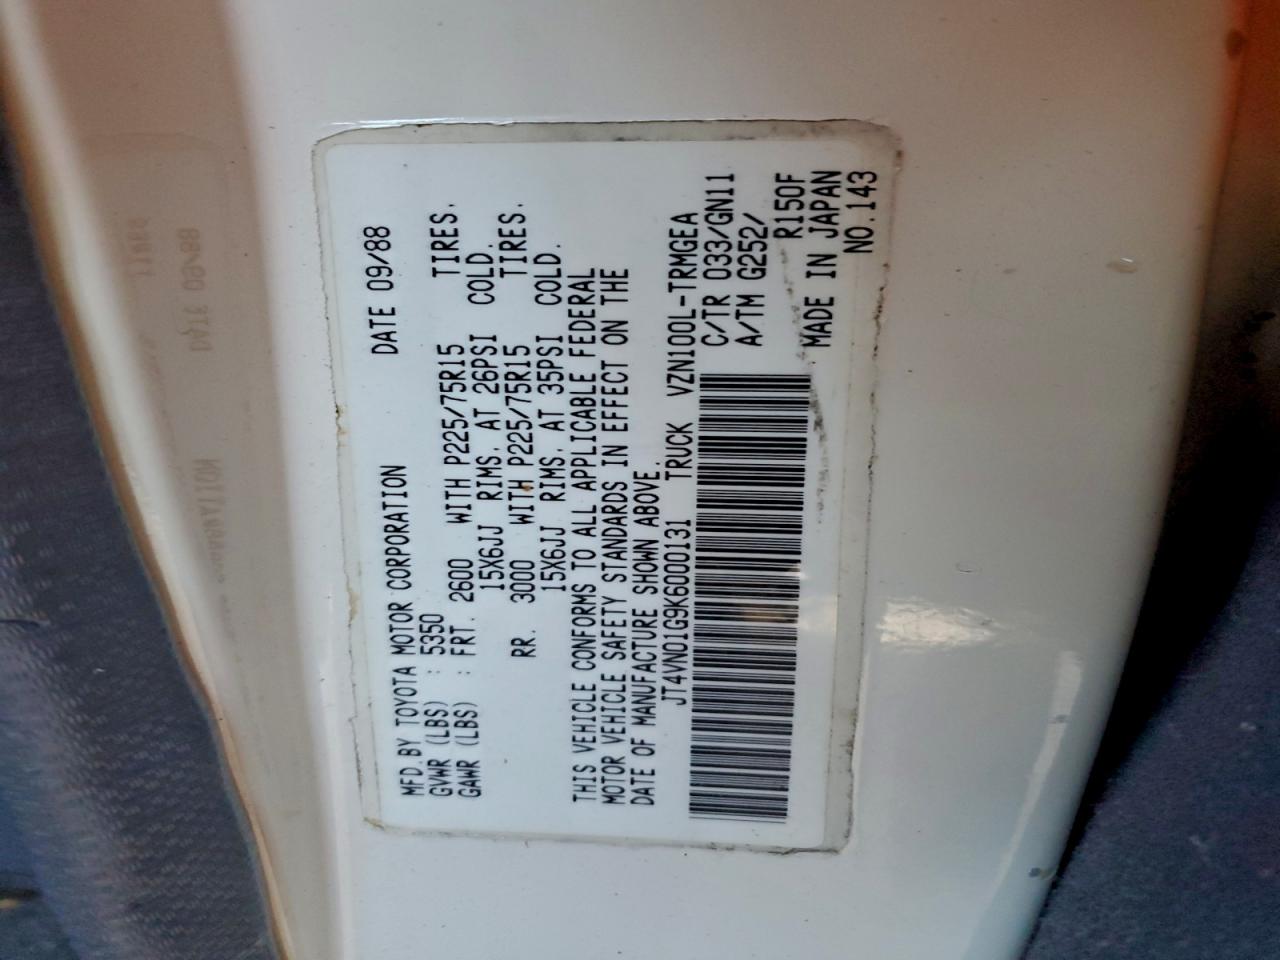 MFD. BY TOYOTA MOTOR CORPORATION DATE 09/88
GVWR (LBS) : 5350
GAWR (LBS) : FRT. 2600 WITH P225/75R15 TIRES.
15X6JJ RIMS. AT 26PSI COLD.
RR. 3000 WITH P225/75R15 TIRES.
15X6JJ RIMS. AT 35PSI COLD.
THIS VEHICLE CONFORMS TO ALL APPLICABLE FEDERAL
MOTOR VEHICLE SAFETY STANDARDS IN EFFECT ON THE
DATE OF MANUFACTURE SHOWN ABOVE.
JT4VN01G9K6000131 TRUCK VZN100L-TRMGEA
C/TR 033/GN11
A/TM G252/
R150F
MADE IN JAPAN
NO.143